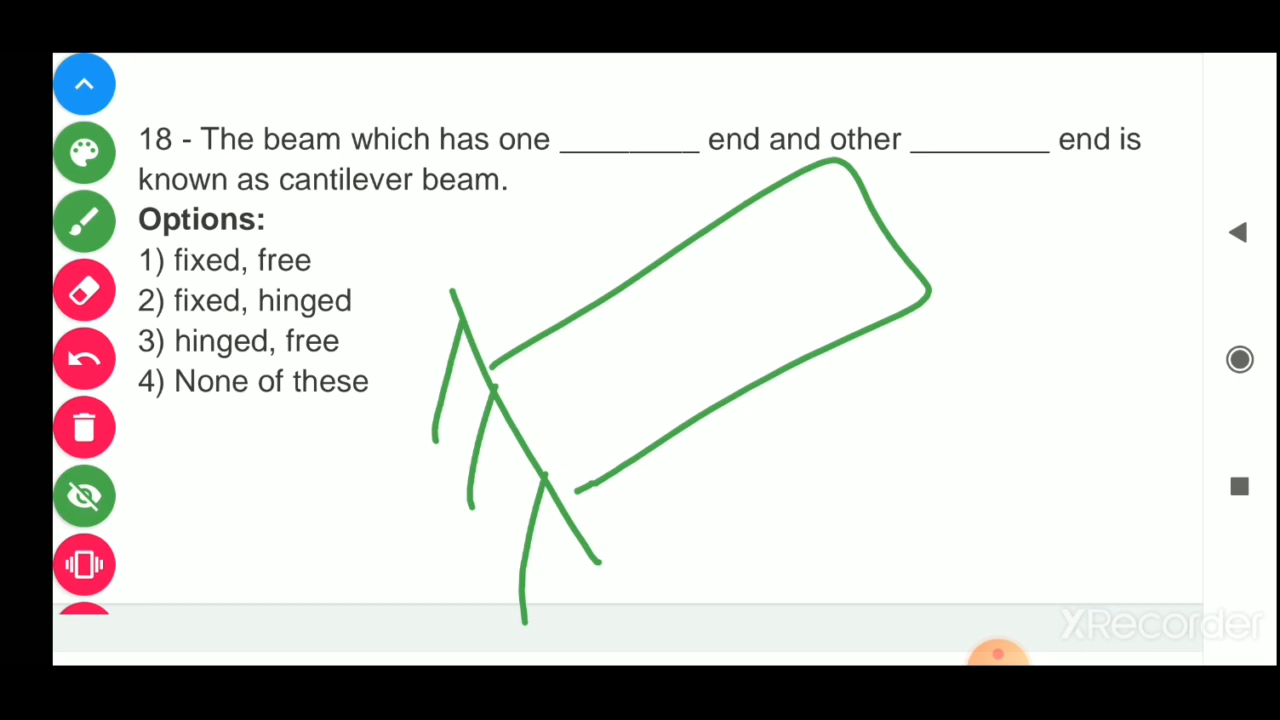 18 - The beam which has one _________ end and other _________ end is
known as cantilever beam.
Options:
1) fixed, free
2) fixed, hinged
3) hinged, free
4) None of these
XRecorder